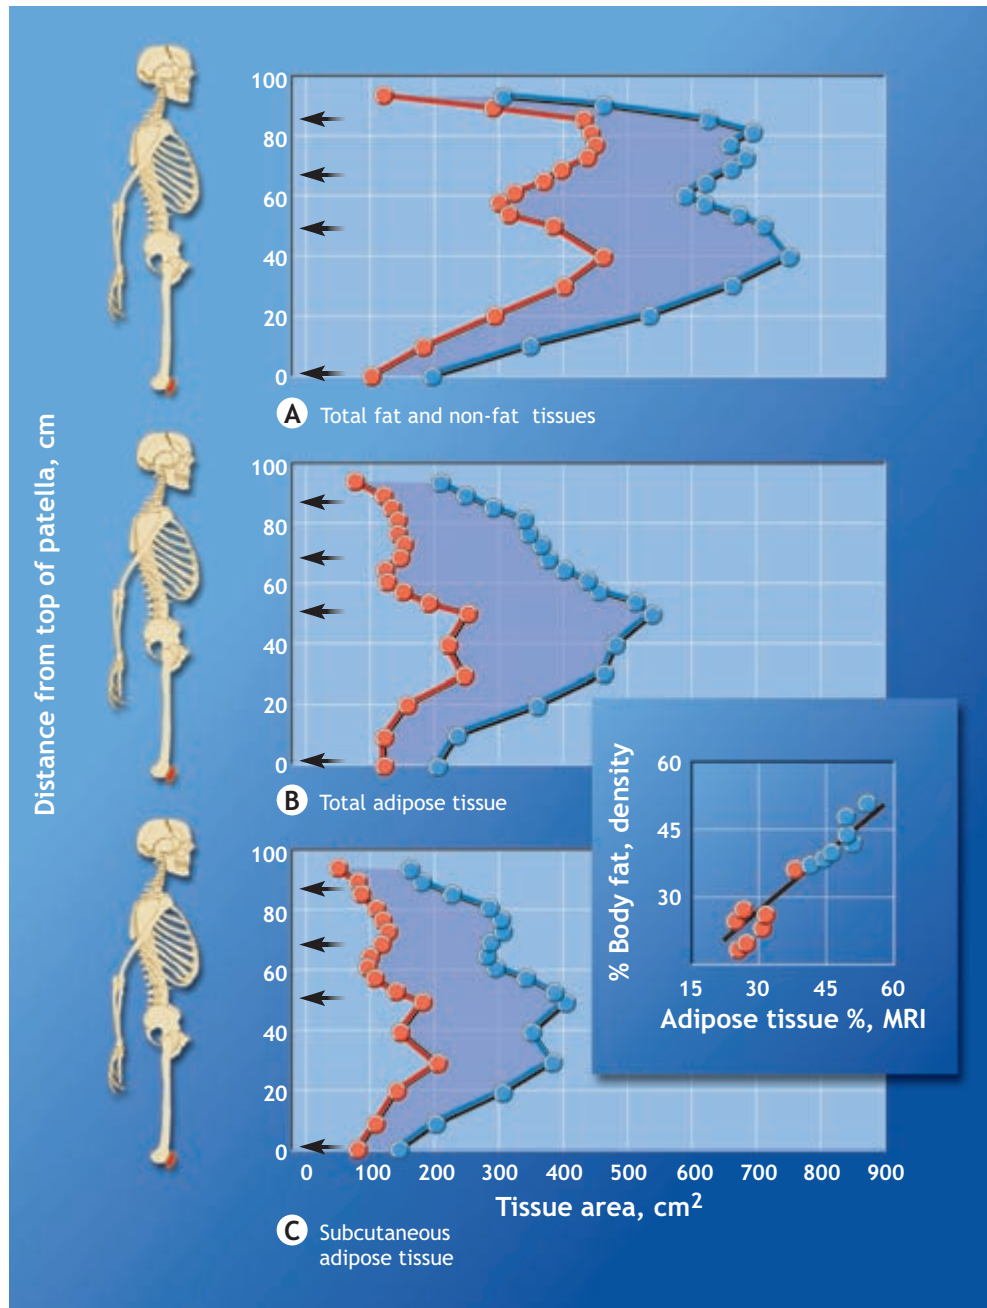 Distance from top of patella, cm
100
80
60
40
20
0
A Total fat and non-fat tissues
100
80
60
40
20
0
B Total adipose tissue
100
80
60
40
20
0
0 100 200 300 400 500 600 700 800 900
Tissue area, cm²
C Subcutaneous
adipose tissue
% Body fat, density
60
45
30
15 30 45 60
Adipose tissue %, MRI